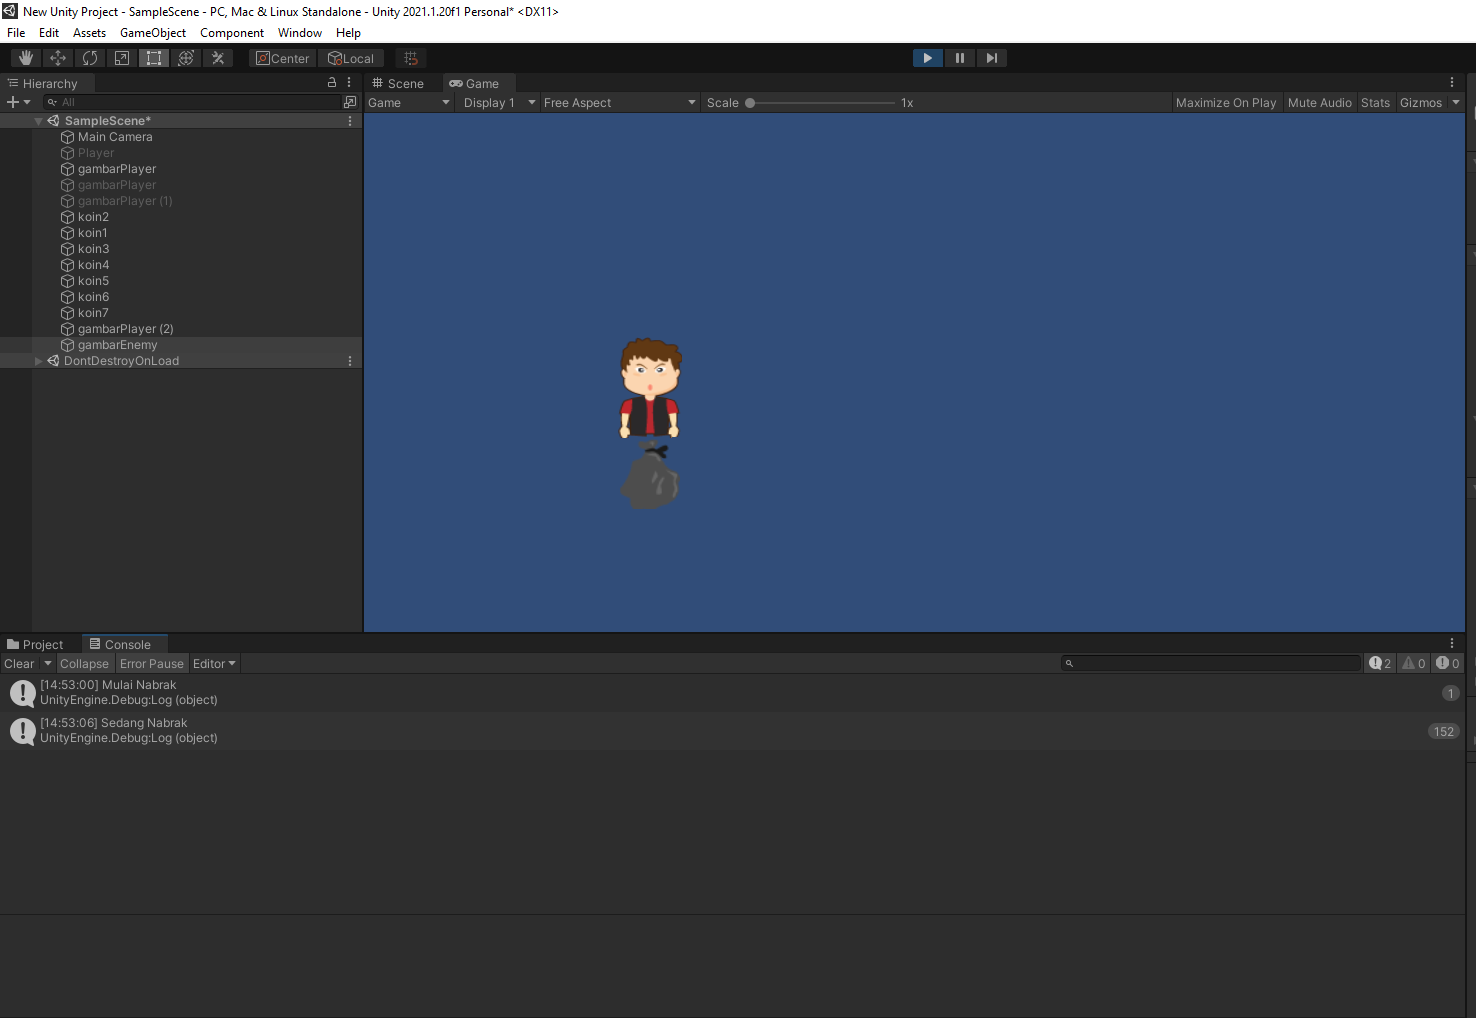 New Unity Project - SampleScene - PC, Mac & Linux Standalone - Unity 2021.1.20f1 Personal* <DX11>
File Edit Assets GameObject Component Window Help
Center Local
Hierarchy
Scene Game
All
Game Display 1 Free Aspect Scale 1x Maximize On Play Mute Audio Stats Gizmos
SampleScene*
Main Camera
Player
gambarPlayer
gambarPlayer
gambarPlayer (1)
koin2
koin1
koin3
koin4
koin5
koin6
koin7
gambarPlayer (2)
gambarEnemy
DontDestroyOnLoad
Project Console
Clear Collapse Error Pause Editor 2 0 0
[14:53:00] Mulai Nabrak
UnityEngine.Debug:Log (object)
1
[14:53:06] Sedang Nabrak
UnityEngine.Debug:Log (object)
152